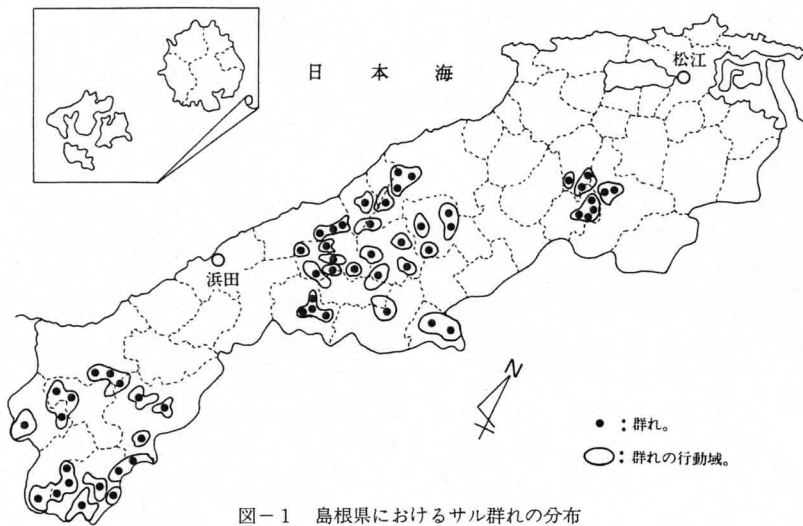 日本海
松江
浜田
N
●：群れ。
：群れの行動域。
図－1 島根県におけるサル群れの分布